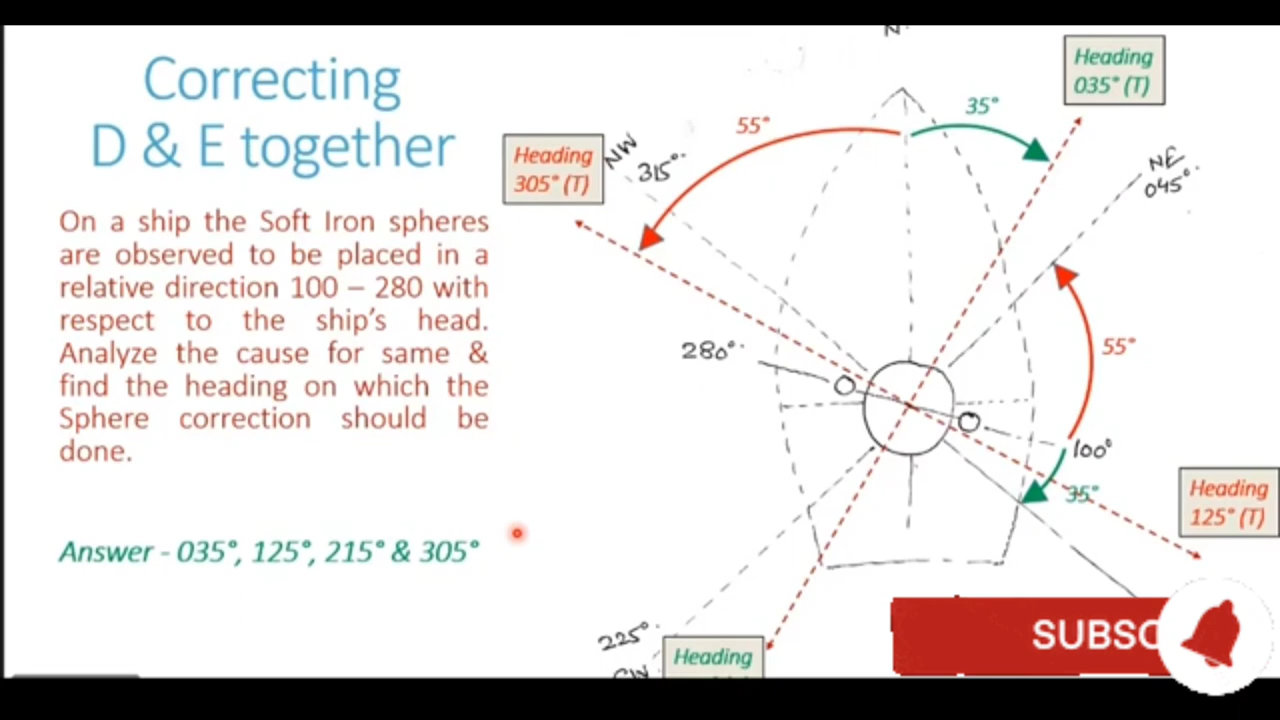 Correcting
D & E together
On a ship the Soft Iron spheres
are observed to be placed in a
relative direction 100 – 280 with
respect to the ship's head.
Analyze the cause for same &
find the heading on which the
Sphere correction should be
done.
Answer - 035°, 125°, 215° & 305°
N
Heading
035° (T)
35°
55°
Heading
305° (T)
NW
315°
NE
045°
280°
55°
100°
35°
Heading
125° (T)
225°
SW
Heading
SUBSC